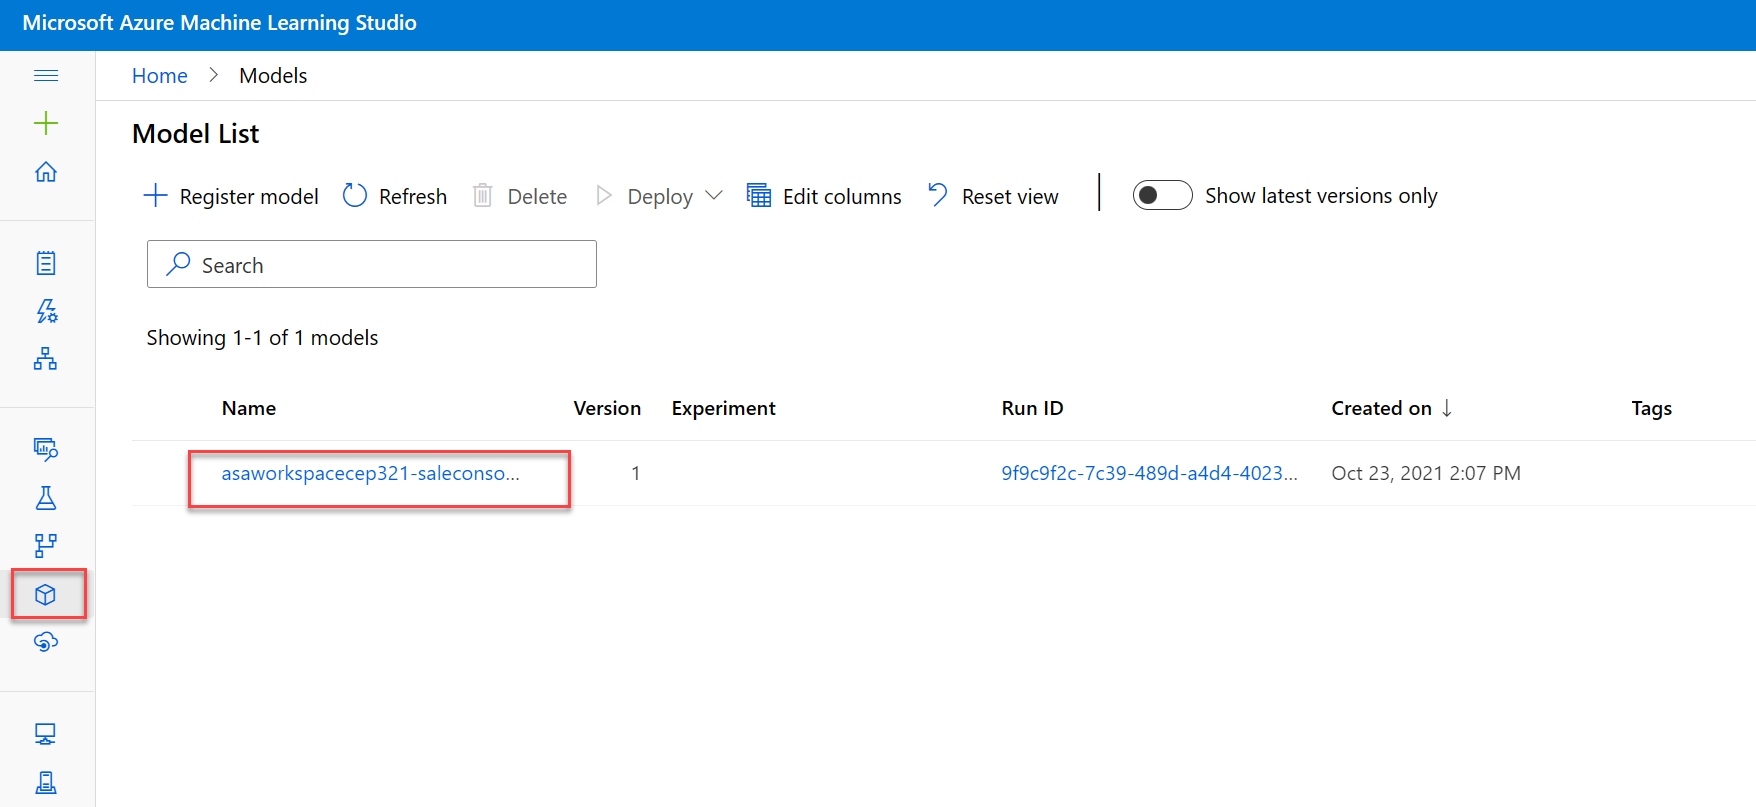 Microsoft Azure Machine Learning Studio
Home > Models
Model List
Register model Refresh Delete Deploy Edit columns Reset view Show latest versions only
Search
Showing 1-1 of 1 models
Name Version Experiment Run ID Created on ↓ Tags
asaworkspacecep321-saleconso... 1 9f9c9f2c-7c39-489d-a4d4-4023... Oct 23, 2021 2:07 PM